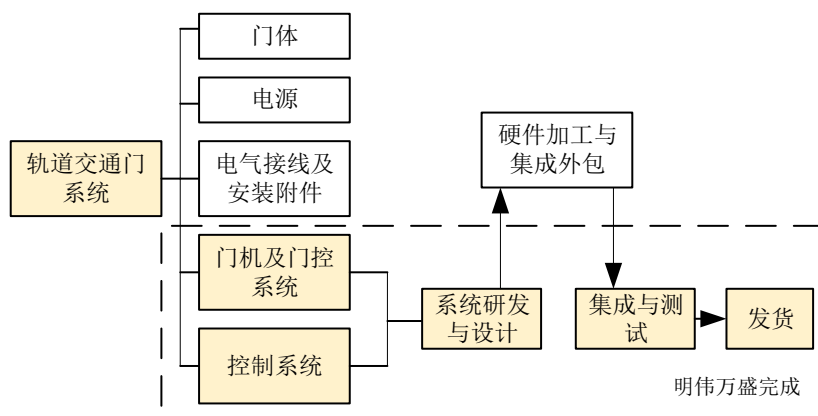 门体
电源
轨道交通门
系统
电气接线及
安装附件
门机及门控
系统
控制系统
系统研发
与设计
硬件加工与
集成外包
集成与测
试
发货
明伟万盛完成